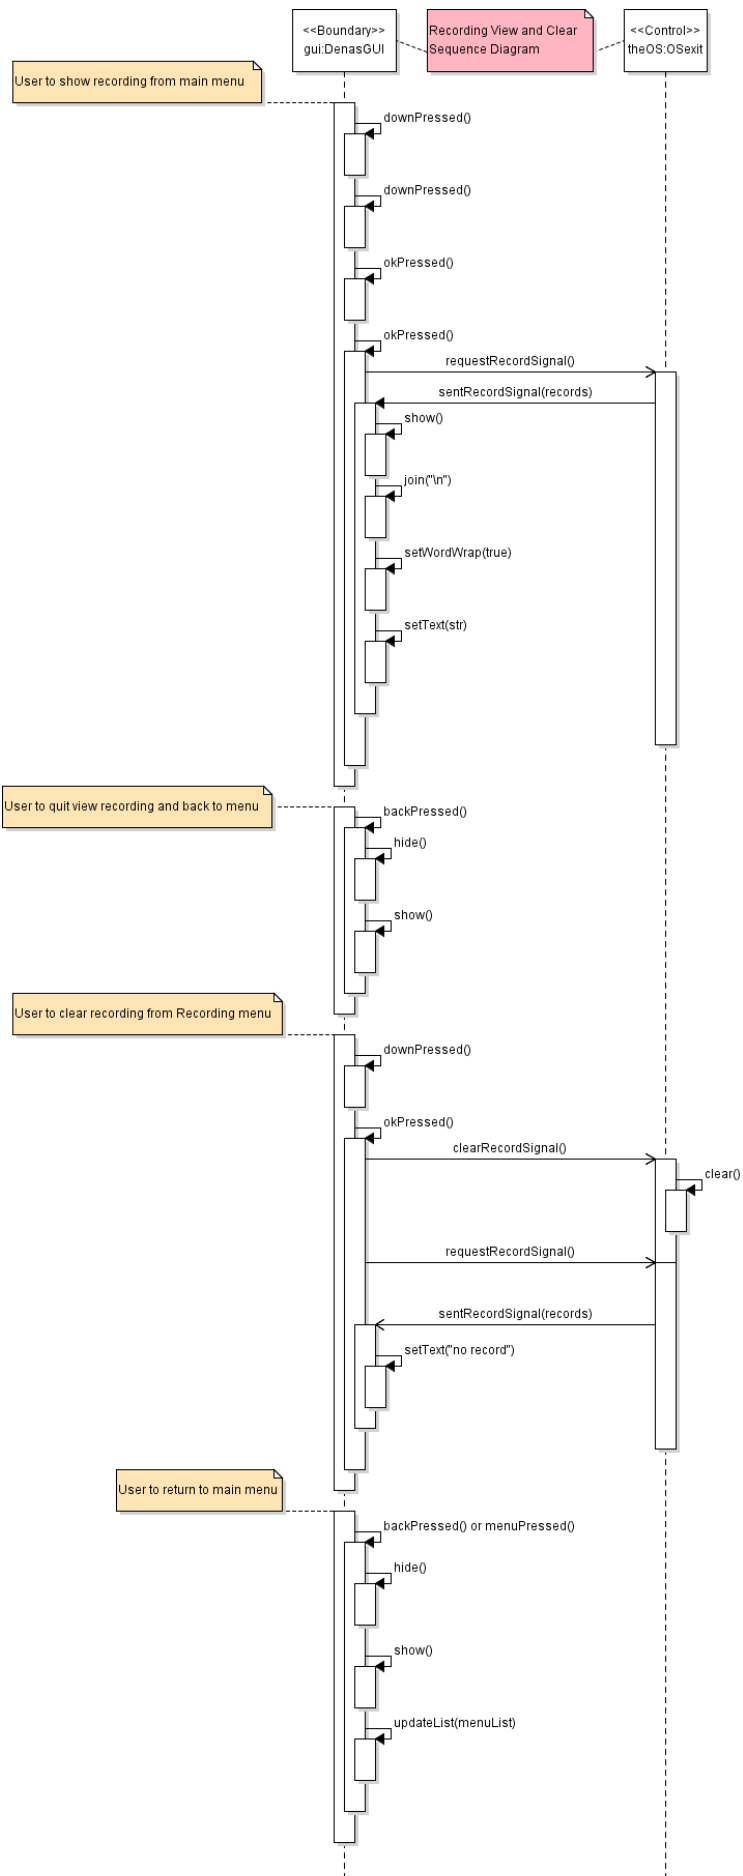 <<Boundary>>
gui:DenasGUI
Recording View and Clear
Sequence Diagram
<<Control>>
theOS:OSexit
User to show recording from main menu
downPressed()
downPressed()
okPressed()
okPressed()
requestRecordSignal()
sentRecordSignal(records)
show()
join("\n")
setWordWrap(true)
setText(str)
User to quit view recording and back to menu
backPressed()
hide()
show()
User to clear recording from Recording menu
downPressed()
okPressed()
clearRecordSignal()
clear()
requestRecordSignal()
sentRecordSignal(records)
setText("no record")
User to return to main menu
backPressed() or menuPressed()
hide()
show()
updateList(menuList)